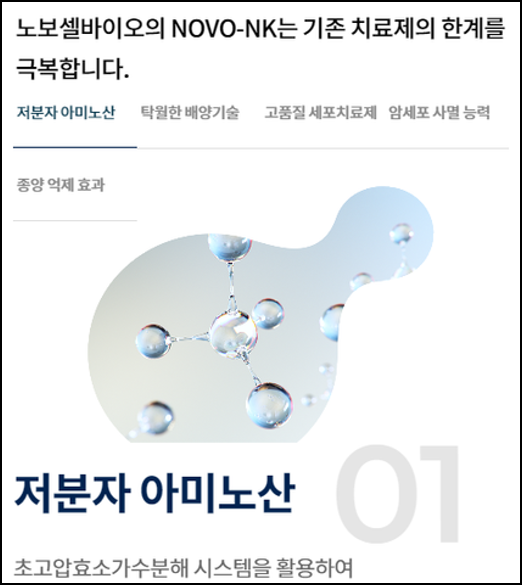 노보셀바이오의 NOVO-NK는 기존 치료제의 한계를
극복합니다.
저분자 아미노산 탁월한 배양기술 고품질 세포치료제 암세포 사멸 능력
종양 억제 효과
저분자 아미노산 01
초고압효소가수분해 시스템을 활용하여